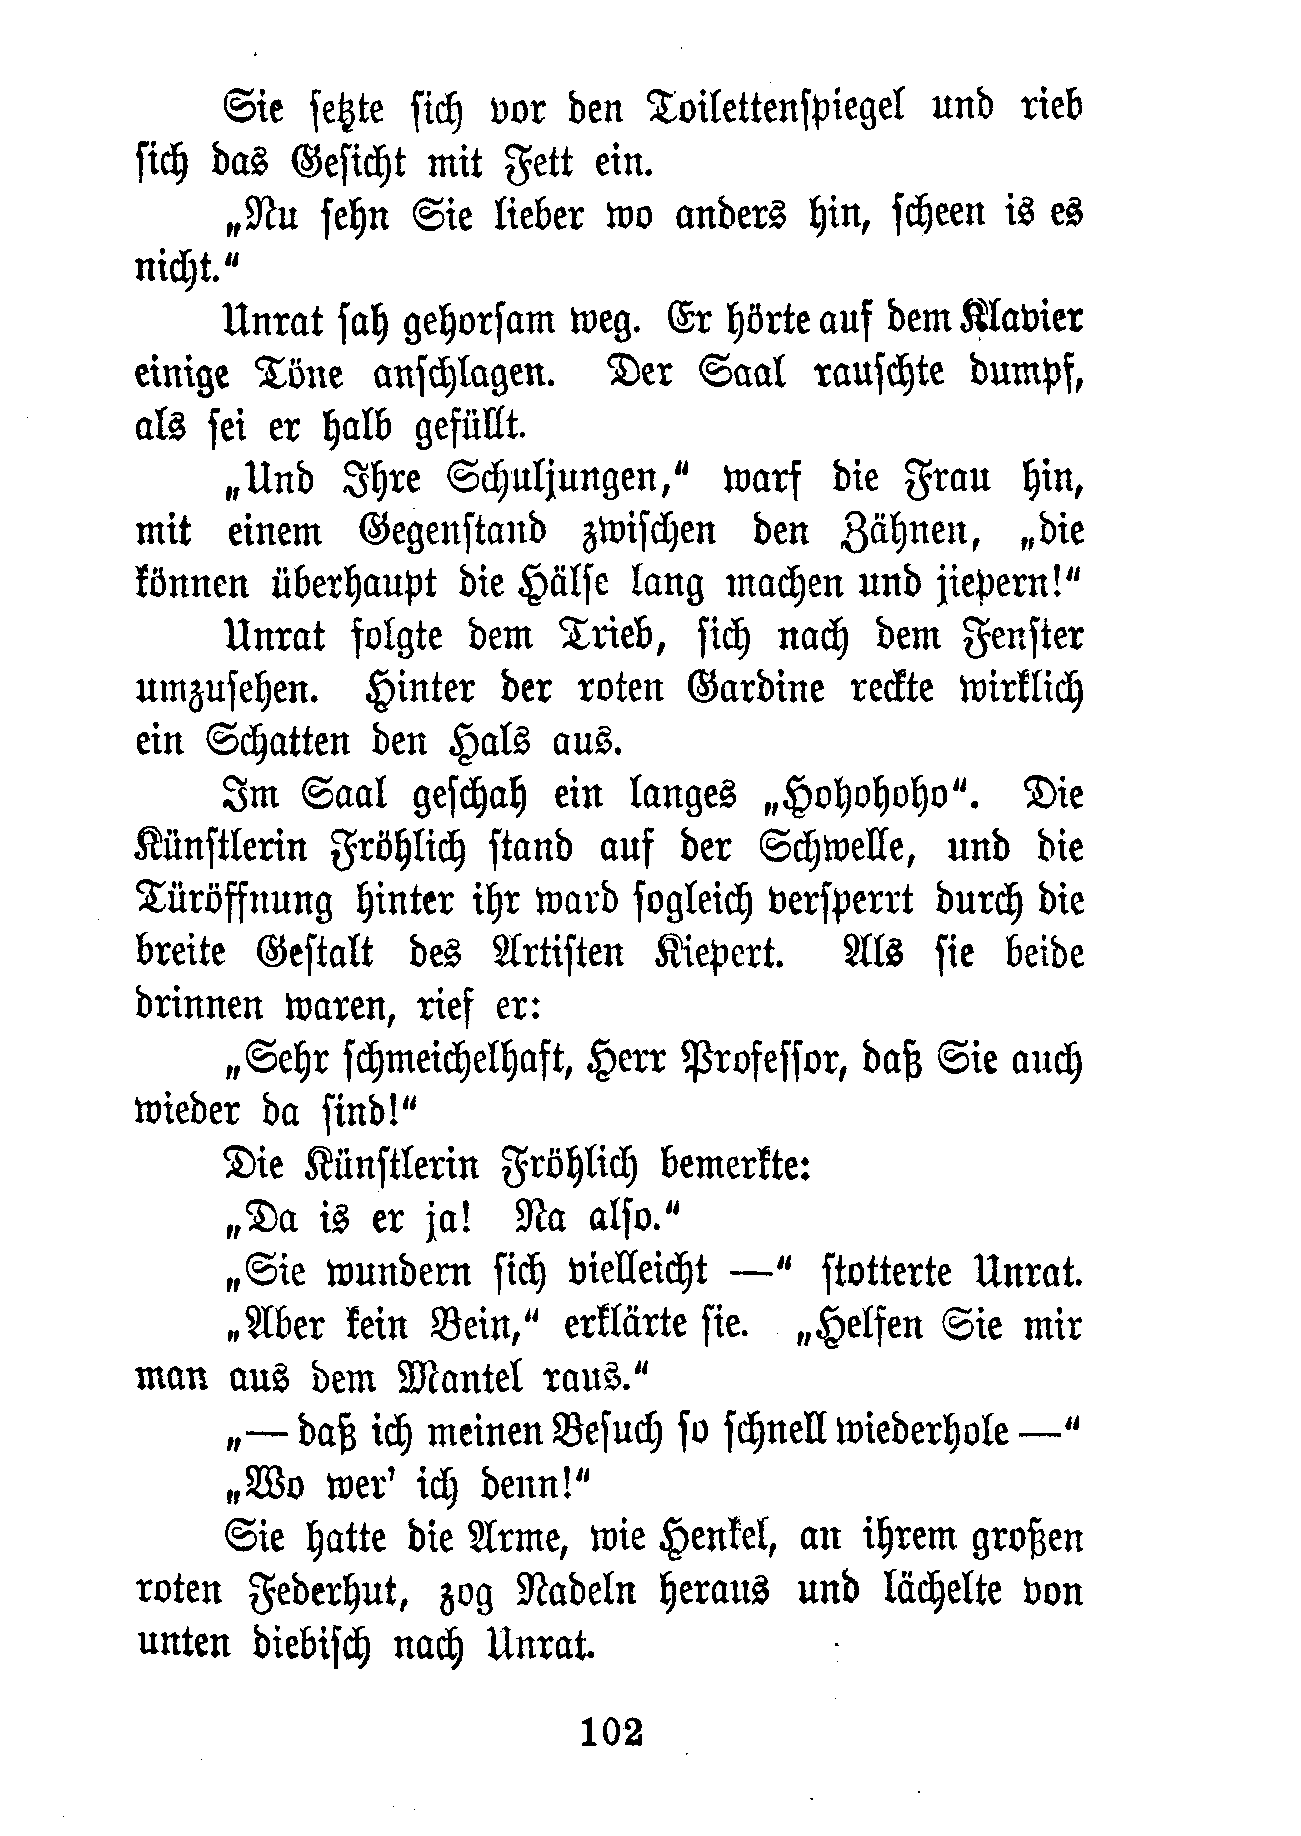 Sie setzte sich vor den Toilettenspiegel und rieb
sich das Gesicht mit Fett ein.
„Nu sehn Sie lieber wo anders hin, scheen is es
nicht.“
Unrat sah gehorsam weg. Er hörte auf dem Klavier
einige Töne anschlagen. Der Saal rauschte dumpf,
als sei er halb gefüllt.
„Und Ihre Schuljungen,“ warf die Frau hin,
mit einem Gegenstand zwischen den Zähnen, „die
können überhaupt die Hälse lang machen und jiepern!“
Unrat folgte dem Trieb, sich nach dem Fenster
umzusehen. Hinter der roten Gardine reckte wirklich
ein Schatten den Hals aus.
Im Saal geschah ein langes „Hohohoho“. Die
Künstlerin Fröhlich stand auf der Schwelle, und die
Türöffnung hinter ihr ward sogleich versperrt durch die
breite Gestalt des Artisten Kiepert. Als sie beide
drinnen waren, rief er:
„Sehr schmeichelhaft, Herr Professor, daß Sie auch
wieder da sind!“
Die Künstlerin Fröhlich bemerkte:
„Da is er ja! Na also.“
„Sie wundern sich vielleicht —“ stotterte Unrat.
„Aber kein Bein,“ erklärte sie. „Helfen Sie mir
man aus dem Mantel raus.“
„— daß ich meinen Besuch so schnell wiederhole —“
„Wo wer' ich denn!“
Sie hatte die Arme, wie Henkel, an ihrem großen
roten Federhut, zog Nadeln heraus und lächelte von
unten diebisch nach Unrat.
102